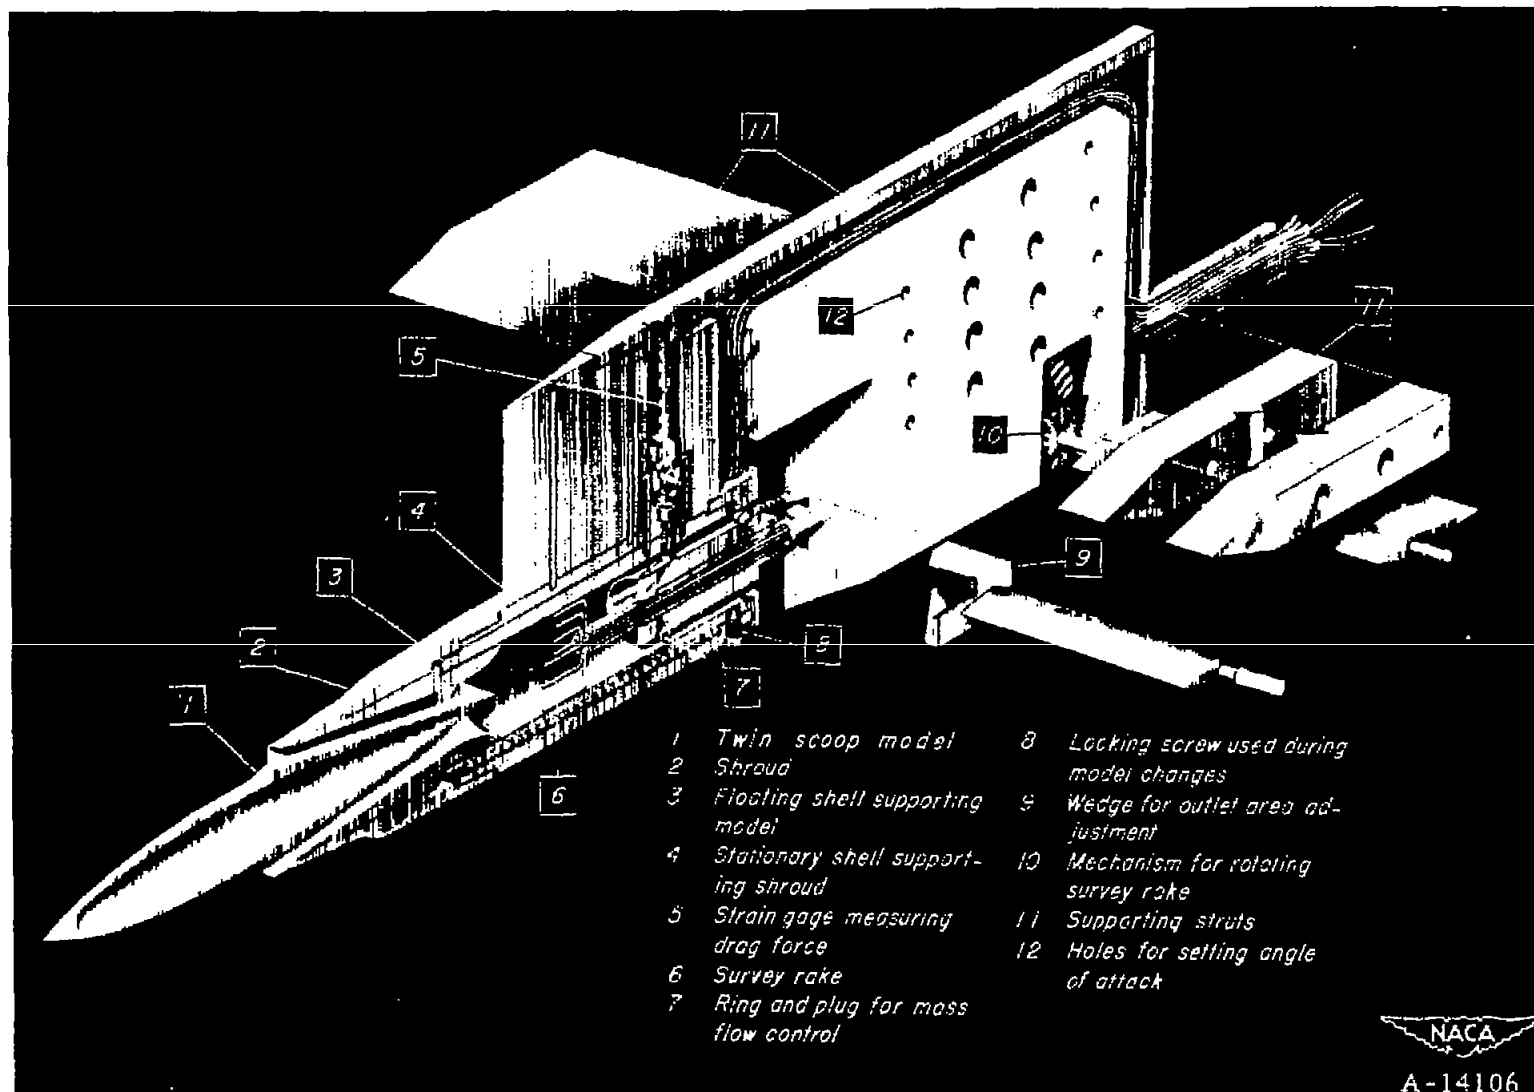 11
12
5
11
10
4
9
3
2
8
1
7
6
1 Twin scoop model
2 Shroud
3 Floating shell supporting
model
4 Stationary shell support-
ing shroud
5 Strain gage measuring
drag force
6 Survey rake
7 Ring and plug for mass
flow control
8 Locking screw used during
model changes
9 Wedge for outlet area ad-
justment
10 Mechanism for rotating
survey rake
11 Supporting struts
12 Holes for setting angle
of attack
NACA
A-14106